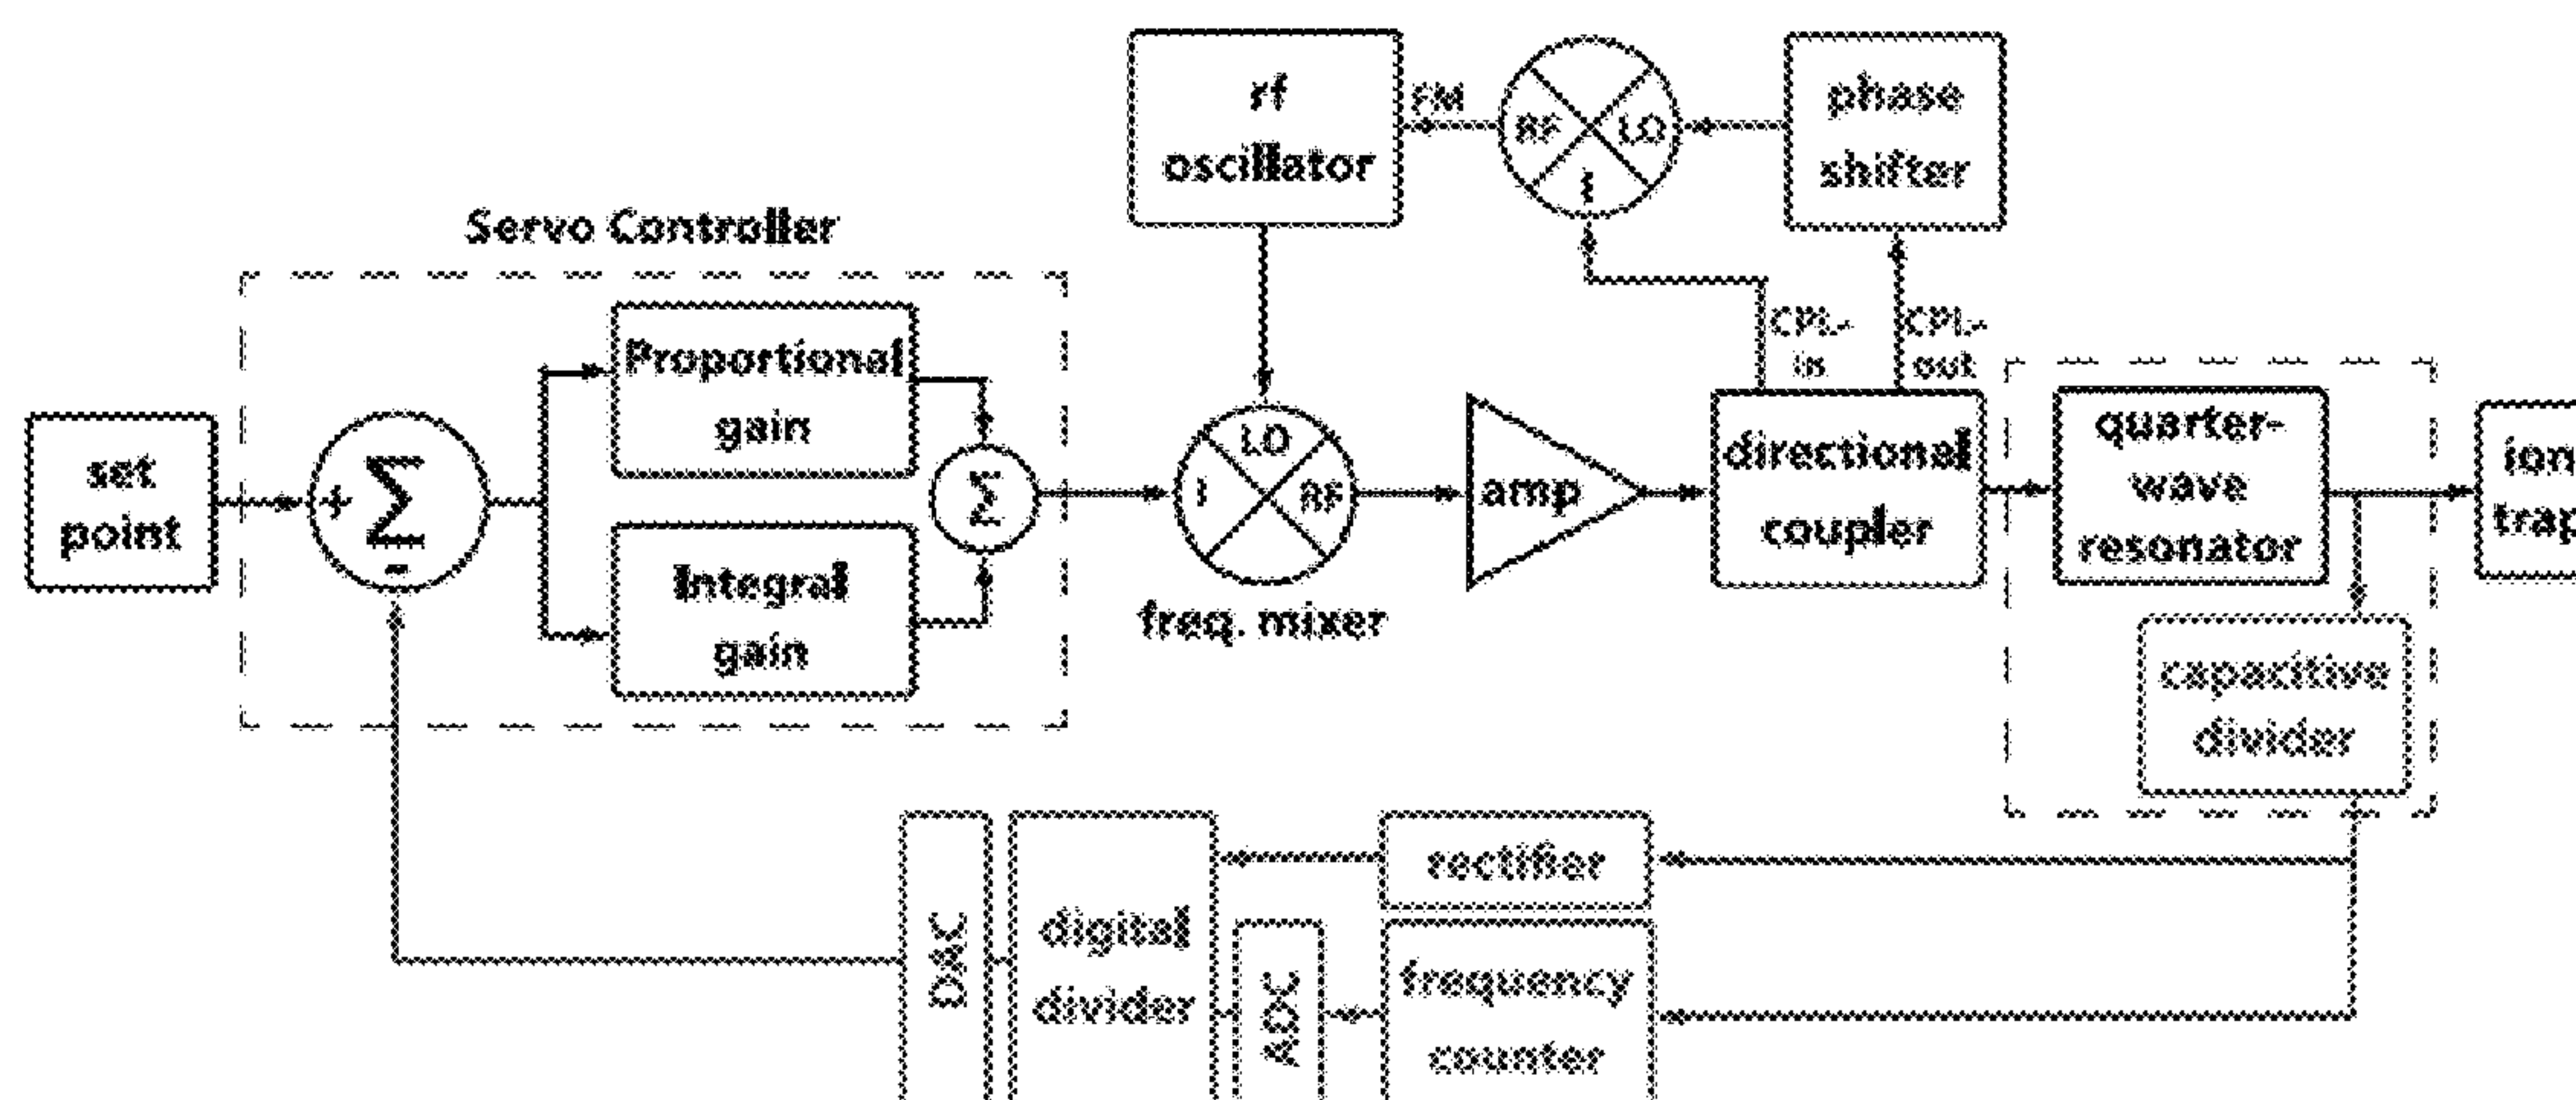 rf
oscillator
FM
RF
LO
I
phase
shifter
Servo Controller
CPL-
in
CPL-
out
set
point
+
Σ
-
Proportional
gain
Integral
gain
Σ
LO
I
RF
freq. mixer
amp
directional
coupler
quarter-
wave
resonator
ion
trap
capacitive
divider
rectifier
DAC
digital
divider
ADC
frequency
counter